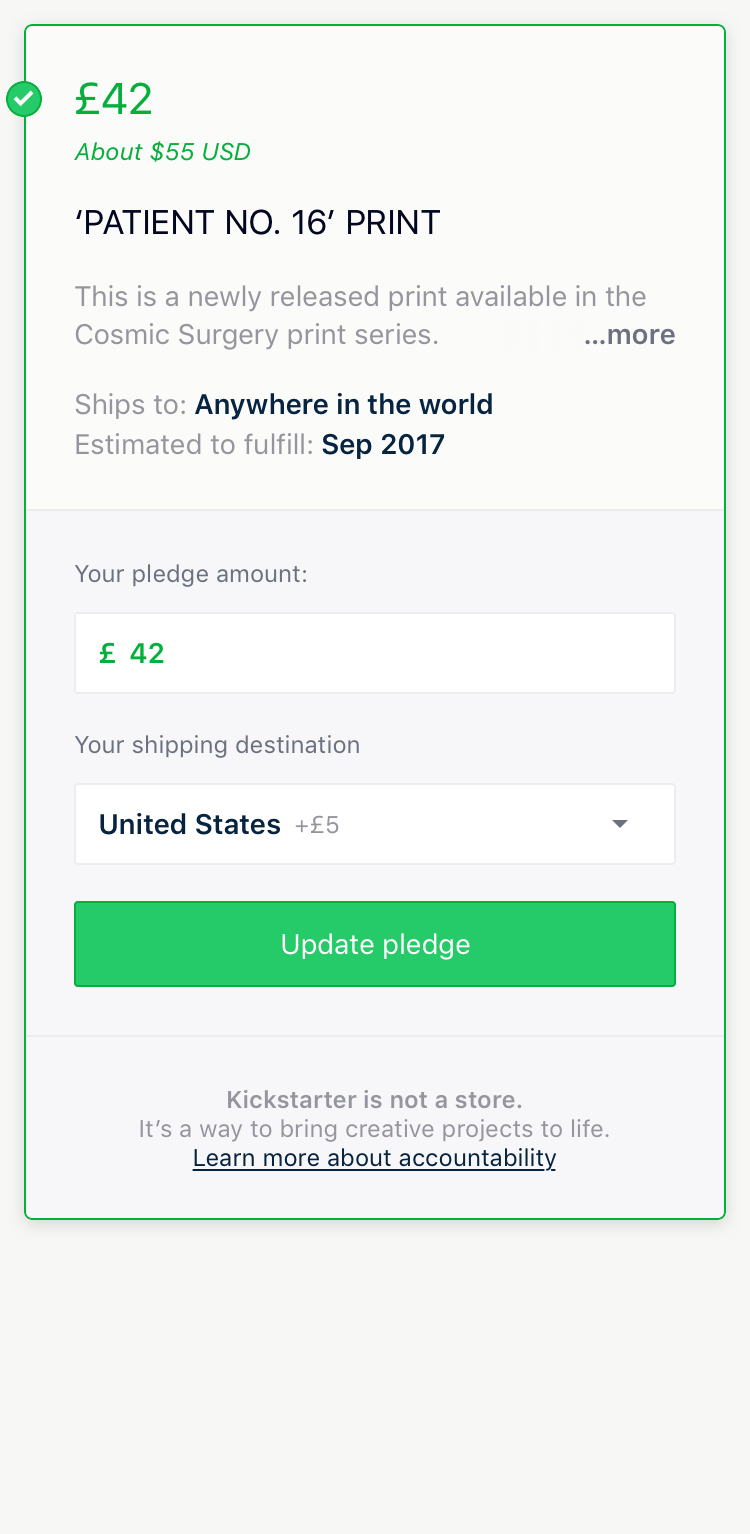 £42
About $55 USD
‘PATIENT NO. 16’ PRINT
This is a newly released print available in the
Cosmic Surgery print series. ...more
Ships to: Anywhere in the world
Estimated to fulfill: Sep 2017
Your pledge amount:
£ 42
Your shipping destination
United States +£5
Update pledge
Kickstarter is not a store.
It’s a way to bring creative projects to life.
Learn more about accountability